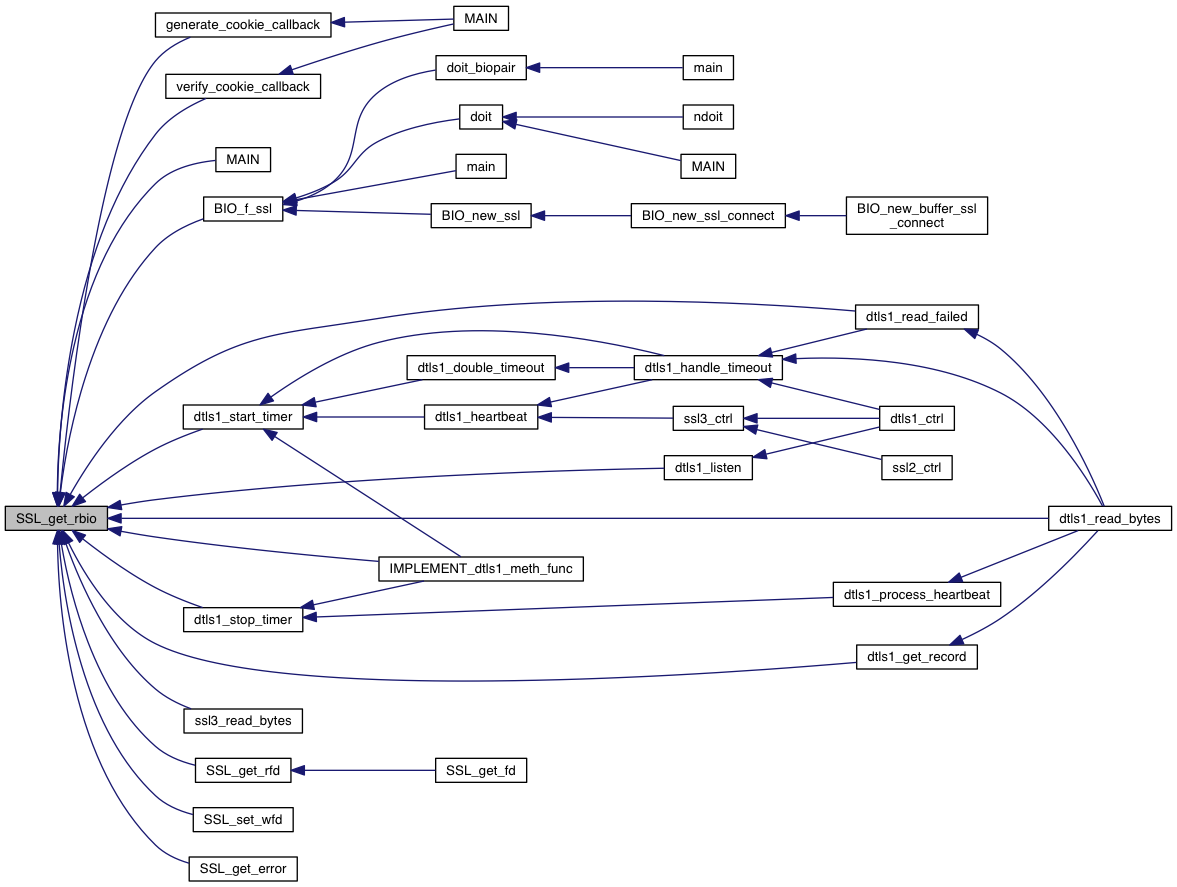 generate_cookie_callback
MAIN
verify_cookie_callback
doit_biopair
main
doit
ndoit
MAIN
main
MAIN
BIO_f_ssl
BIO_new_ssl
BIO_new_ssl_connect
BIO_new_buffer_ssl
_connect
dtls1_read_failed
dtls1_double_timeout
dtls1_handle_timeout
dtls1_start_timer
dtls1_heartbeat
ssl3_ctrl
dtls1_ctrl
dtls1_listen
ssl2_ctrl
SSL_get_rbio
dtls1_read_bytes
IMPLEMENT_dtls1_meth_func
dtls1_process_heartbeat
dtls1_stop_timer
dtls1_get_record
ssl3_read_bytes
SSL_get_rfd
SSL_get_fd
SSL_set_wfd
SSL_get_error